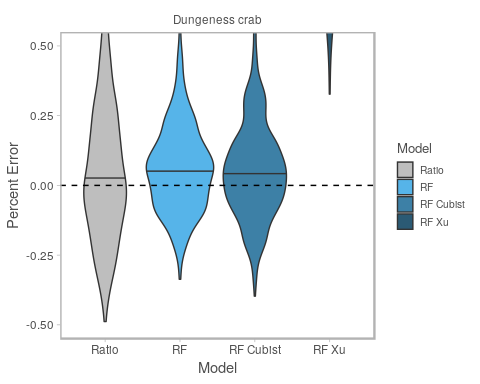 Dungeness crab
0.50
0.25
0.00
-0.25
-0.50
Percent Error
Ratio
RF
RF Cubist
RF Xu
Model
Model
Ratio
RF
RF Cubist
RF Xu